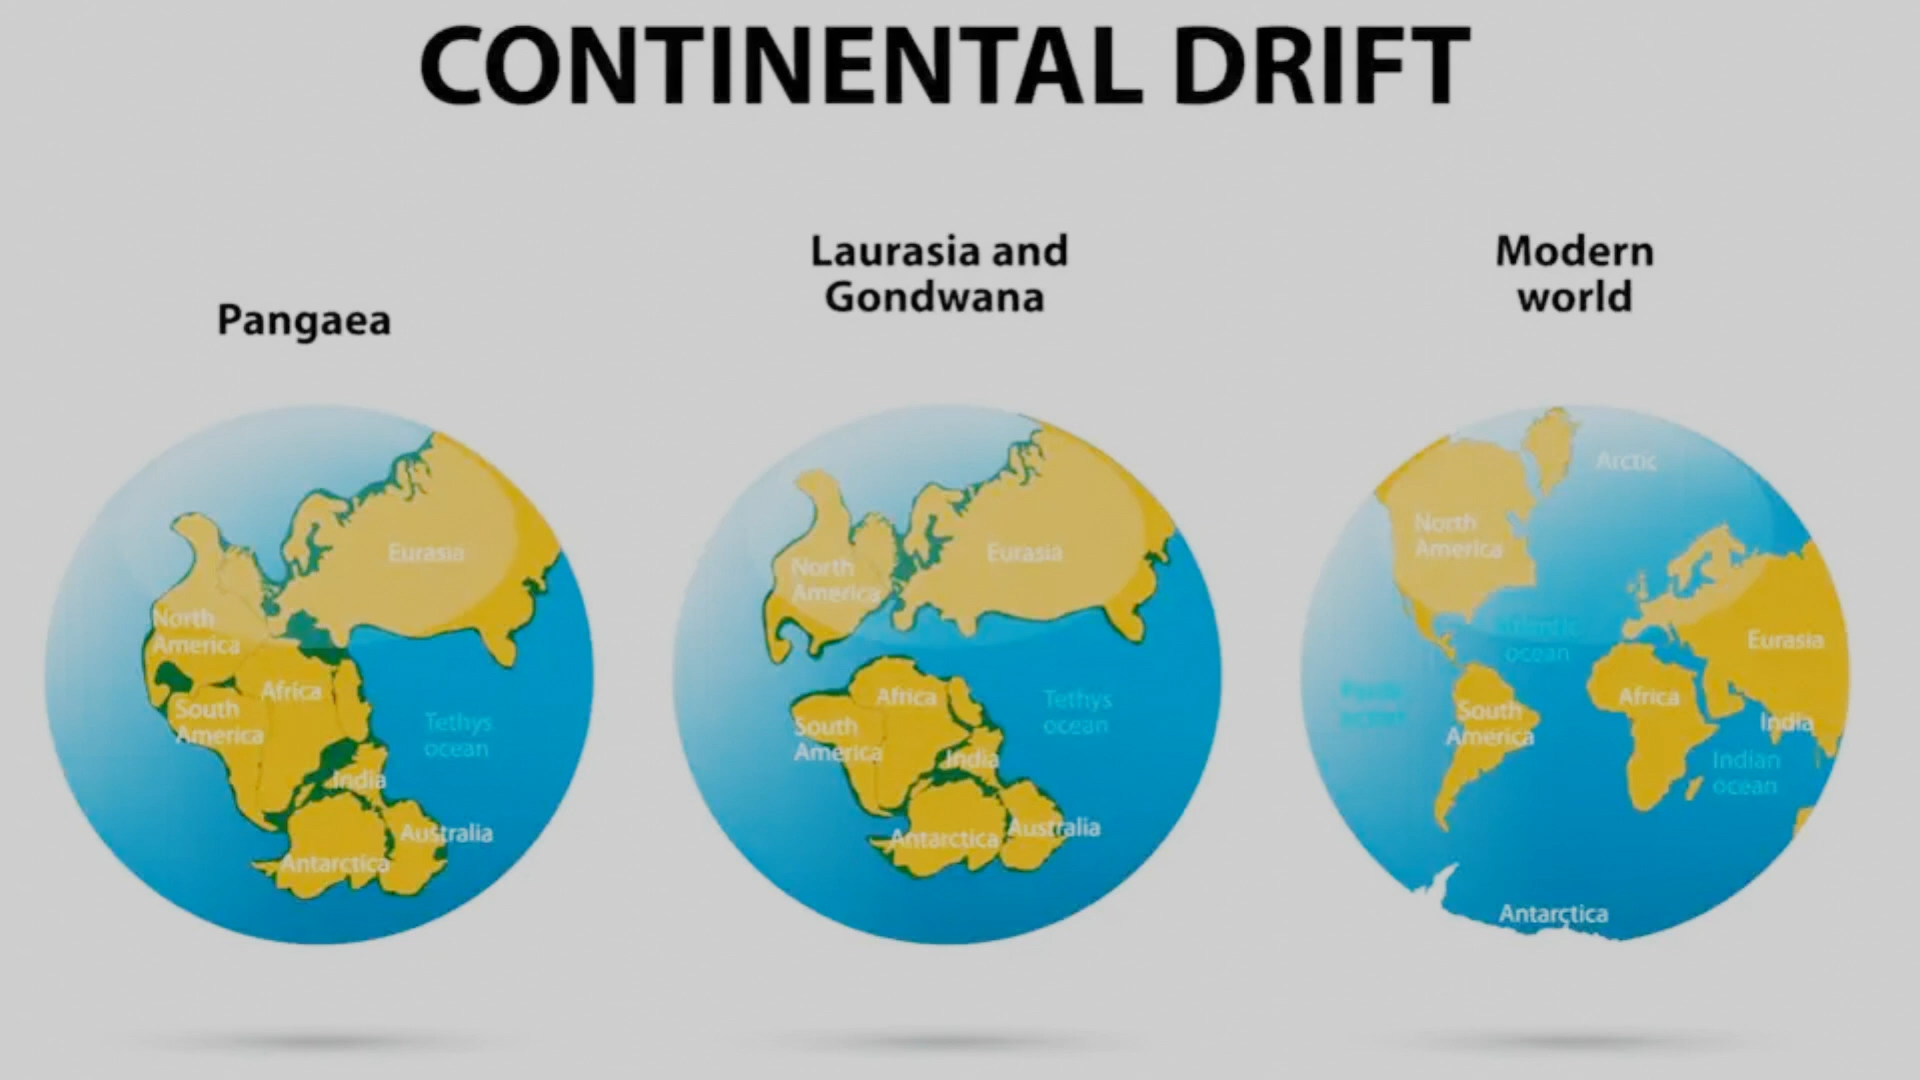 CONTINENTAL DRIFT
Pangaea
Laurasia and
Gondwana
Modern
world
Eurasia
North
America
Africa
South
America
Tethys
ocean
India
Australia
Antarctica
North
America
Eurasia
Africa
South
America
Tethys
ocean
India
Antarctica
Australia
Arctic
North
America
Atlantic
ocean
Eurasia
Africa
South
America
India
Indian
ocean
Antarctica